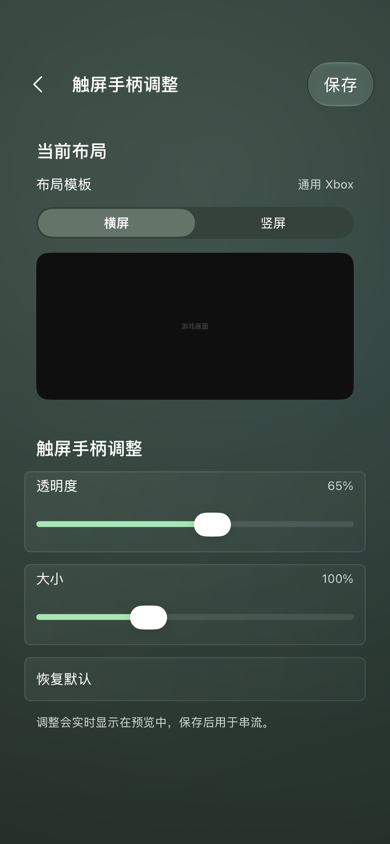 触屏手柄调整
保存
当前布局
布局模板
通用 Xbox
横屏
竖屏
游戏画面
触屏手柄调整
透明度
65%
大小
100%
恢复默认
调整会实时显示在预览中，保存后用于串流。